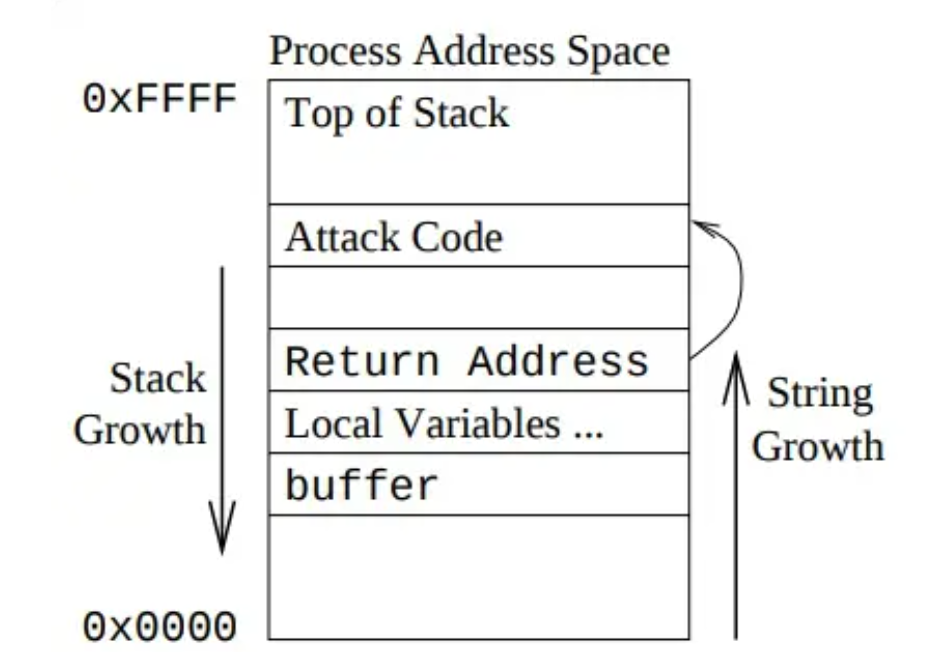 Process Address Space
0xFFFF
Top of Stack
Attack Code
Return Address
Stack
Growth
String
Growth
Local Variables ...
buffer
0x0000